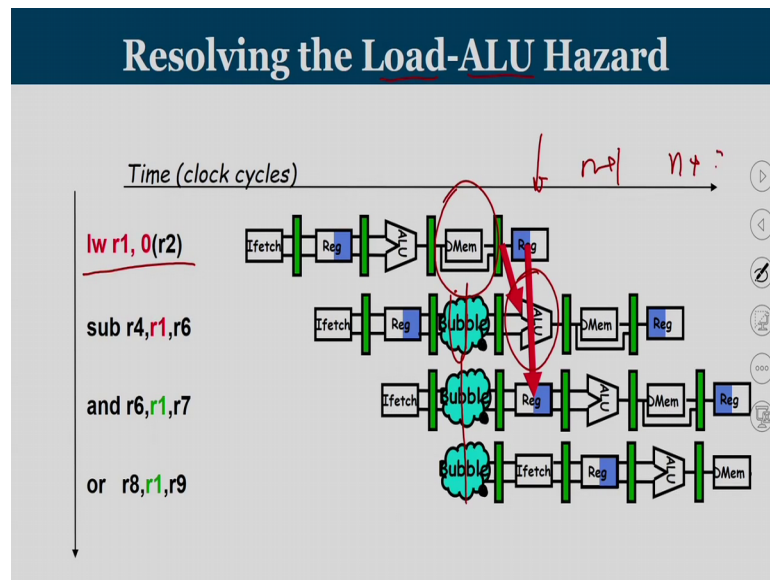 Resolving the Load-ALU Hazard
n+1 n+
Time (clock cycles)
lw r1, 0(r2)
Ifetch Reg ALU DMem Reg
sub r4,r1,r6
Ifetch Reg Bubble ALU DMem Reg
and r6,r1,r7
Ifetch Bubble Reg ALU DMem Reg
or r8,r1,r9
Bubble Ifetch Reg ALU DMem